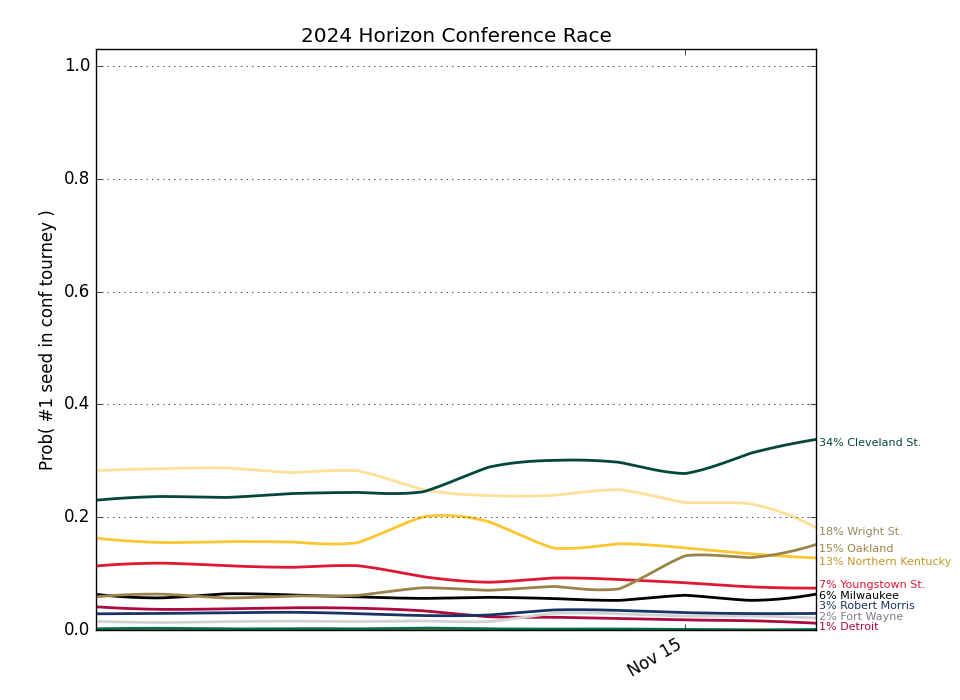 2024 Horizon Conference Race
1.0
0.8
0.6
0.4
0.2
0.0
Prob( #1 seed in conf tourney )
Nov 15
34% Cleveland St.
18% Wright St.
15% Oakland
13% Northern Kentucky
7% Youngstown St.
6% Milwaukee
3% Robert Morris
2% Fort Wayne
1% Detroit